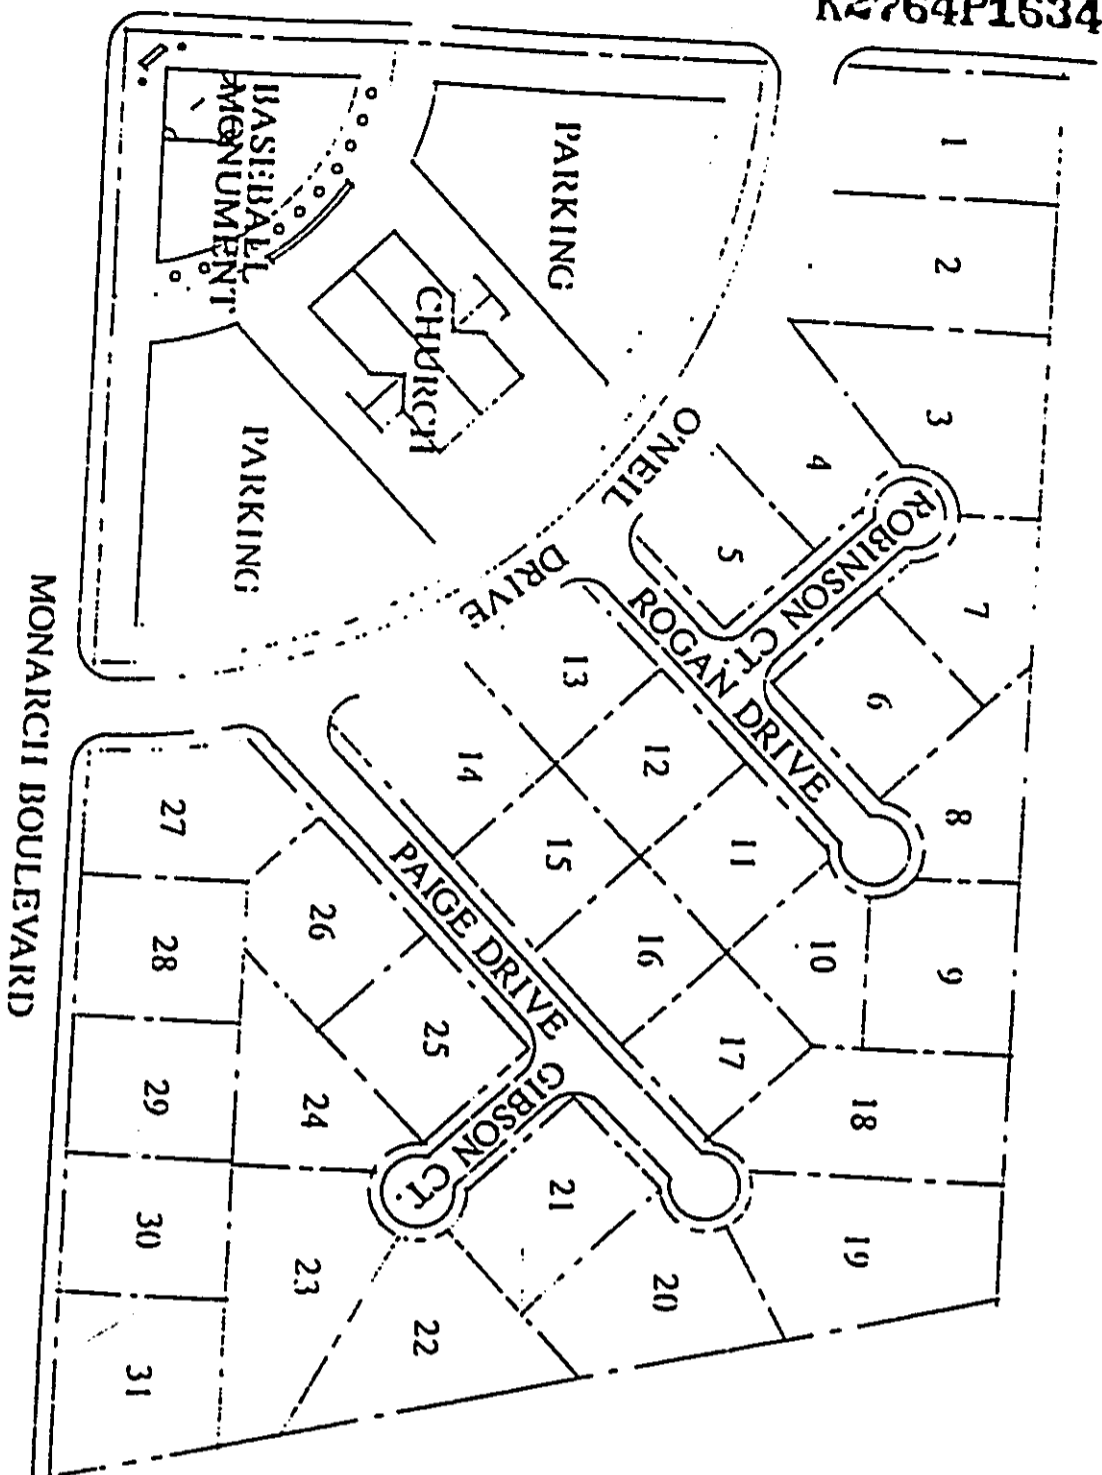 K2764P1634
1
2
3
4
5
6
7
8
9
10
11
12
13
14
15
16
17
18
19
20
21
22
23
24
25
26
27
28
29
30
31
PARKING
BASEBALL
MONUMENT
CHURCH
PARKING
O'NEIL DRIVE
ROBINSON CT.
ROGAN DRIVE
PAIGE DRIVE
GIBSON CT.
MONARCH BOULEVARD